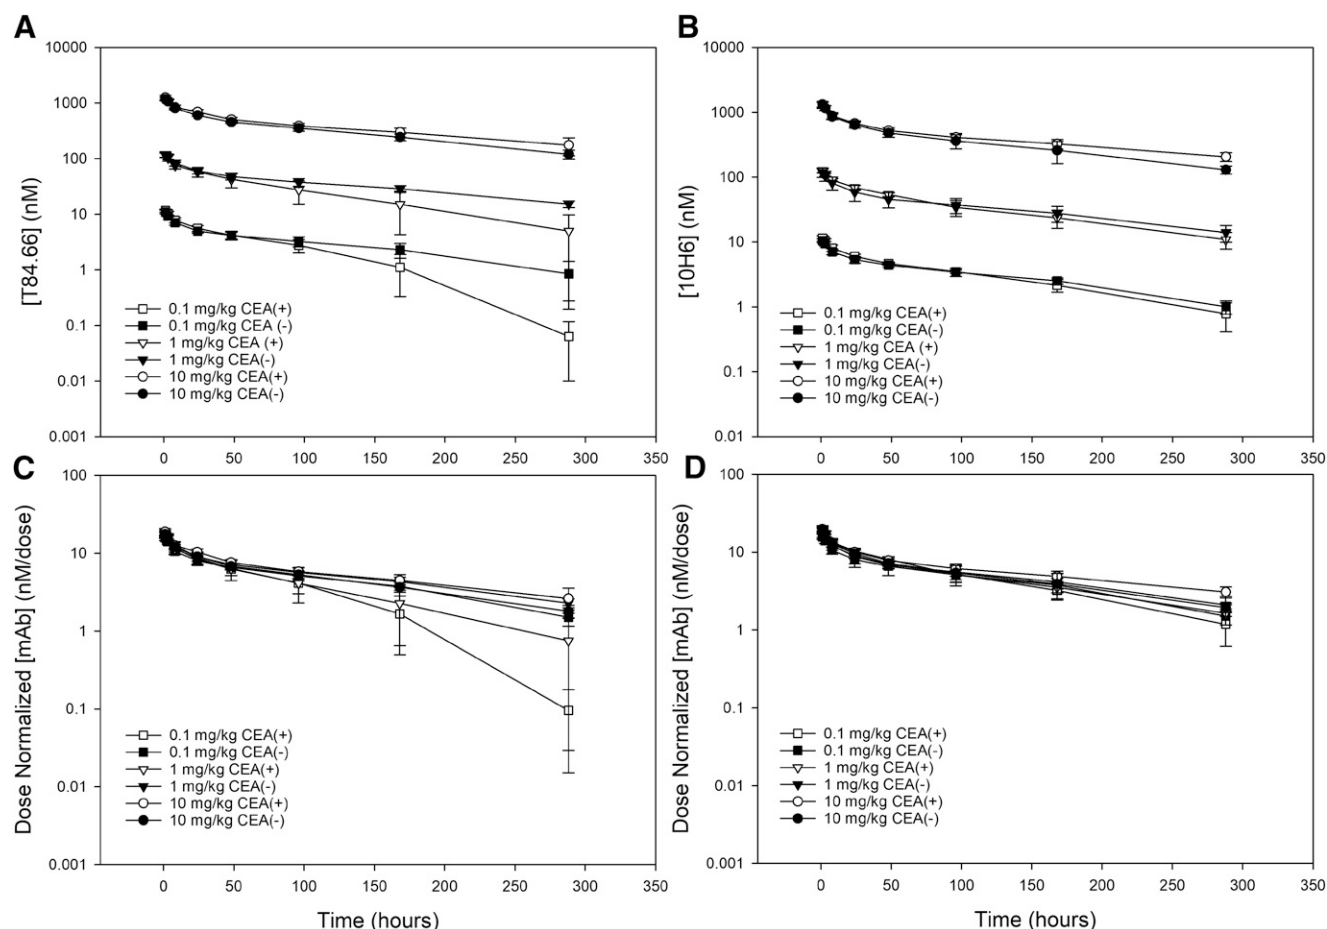 A
10000
1000
100
10
1
0.1
0.01
0.001
[T84.66] (nM)
0.1 mg/kg CEA(+)
0.1 mg/kg CEA (-)
1 mg/kg CEA (+)
1 mg/kg CEA(-)
10 mg/kg CEA(+)
10 mg/kg CEA(-)
0 50 100 150 200 250 300 350
B
10000
1000
100
10
1
0.1
0.01
[10H6] (nM)
0.1 mg/kg CEA(+)
0.1 mg/kg CEA(-)
1 mg/kg CEA (+)
1 mg/kg CEA(-)
10 mg/kg CEA(+)
10 mg/kg CEA(-)
0 50 100 150 200 250 300 350
C
100
10
1
0.1
0.01
0.001
Dose Normalized [mAb] (nM/dose)
0.1 mg/kg CEA(+)
0.1 mg/kg CEA(-)
1 mg/kg CEA(+)
1 mg/kg CEA(-)
10 mg/kg CEA(+)
10 mg/kg CEA(-)
0 50 100 150 200 250 300 350
Time (hours)
D
100
10
1
0.1
0.01
0.001
Dose Normalized [mAb] (nM/dose)
0.1 mg/kg CEA(+)
0.1 mg/kg CEA(-)
1 mg/kg CEA(+)
1 mg/kg CEA(-)
10 mg/kg CEA(+)
10 mg/kg CEA(-)
0 50 100 150 200 250 300 350
Time (hours)